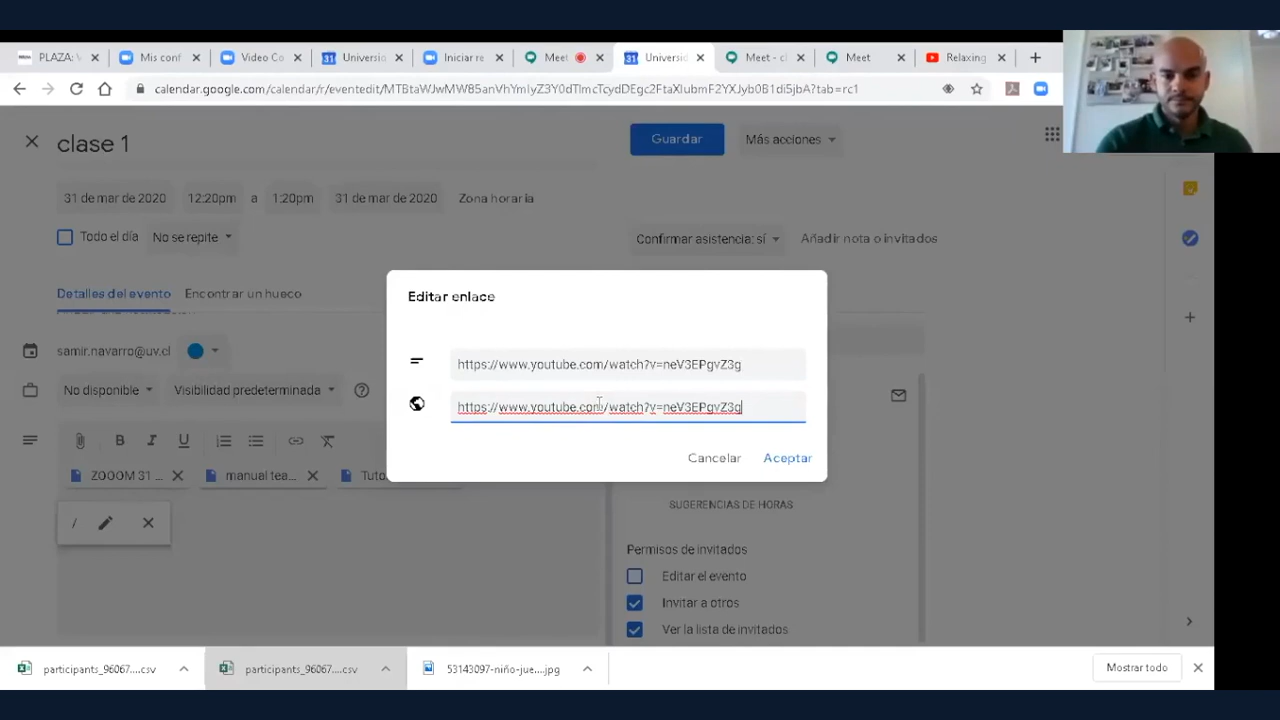 PLAZA: V
Mis conf
Video Co
Universio
Iniciar re
Meet
Universio
Meet - cl
Meet
Relaxing
calendar.google.com/calendar/r/eventedit/MTBtaWJwMW85anVhYmIyZ3Y0dTlmcTcydDEgc2FtaXIubmF2YXJyb0B1di5jbA?tab=rc1
clase 1
Guardar
Más acciones
31 de mar de 2020
12:20pm
a
1:20pm
31 de mar de 2020
Zona horaria
Todo el día
No se repite
Confirmar asistencia: sí
Añadir nota o invitados
Detalles del evento
Encontrar un hueco
Editar enlace
samir.navarro@uv.cl
https://www.youtube.com/watch?v=neV3EPgvZ3g
No disponible
Visibilidad predeterminada
https://www.youtube.com/watch?v=neV3EPgvZ3g
Cancelar
Aceptar
ZOOOM 31 ...
manual tea...
Tuto
SUGERENCIAS DE HORAS
Permisos de invitados
Editar el evento
Invitar a otros
Ver la lista de invitados
participants_96067....csv
participants_96067....csv
53143097-niño-jue....jpg
Mostrar todo